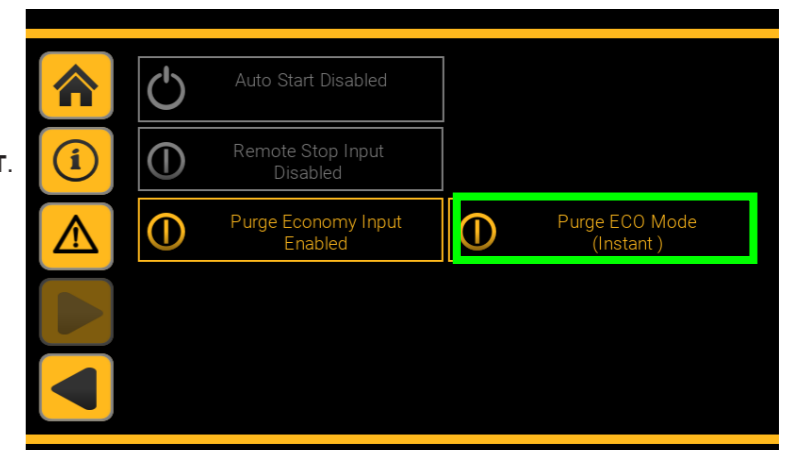 Auto Start Disabled
T.
Remote Stop Input
Disabled
Purge Economy Input
Enabled
Purge ECO Mode
(Instant )